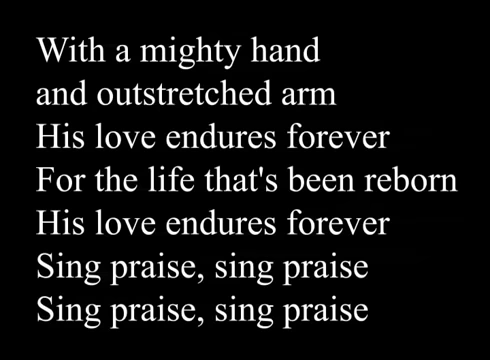 With a mighty hand
and outstretched arm
His love endures forever
For the life that's been reborn
His love endures forever
Sing praise, sing praise
Sing praise, sing praise